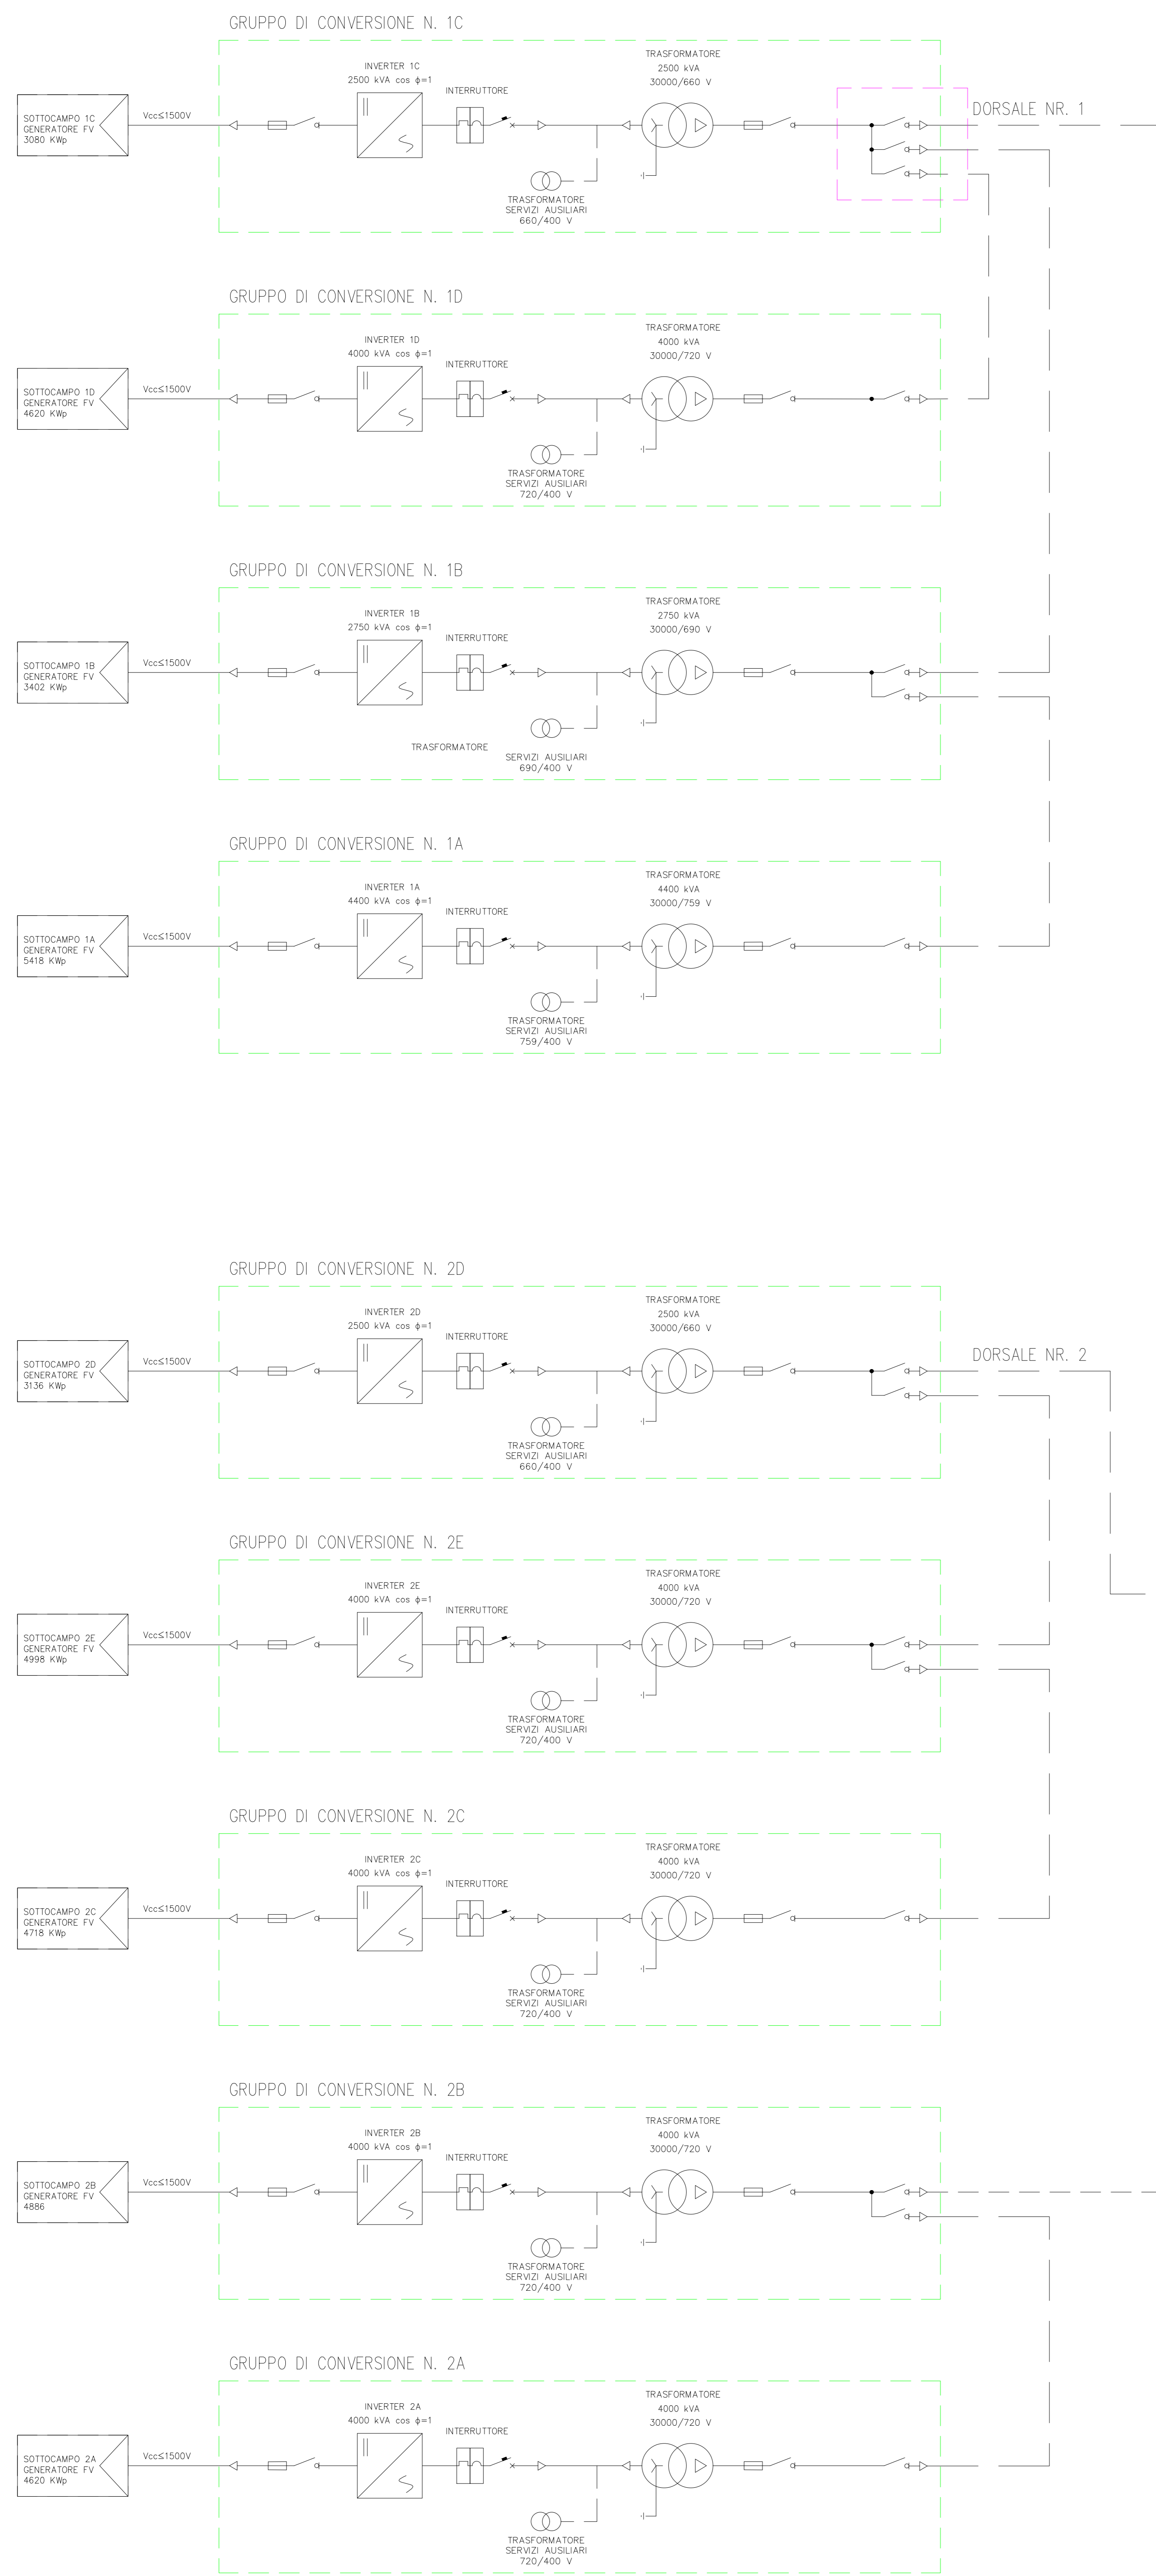 GRUPPO DI CONVERSIONE N. 1C
SOTTOCAMPO 1C
GENERATORE FV
3080 KWp
Vcc≤1500V
INVERTER 1C
2500 kVA cos φ=1
INTERRUTTORE
TRASFORMATORE
SERVIZI AUSILIARI
660/400 V
TRASFORMATORE
2500 kVA
30000/660 V
DORSALE NR. 1
GRUPPO DI CONVERSIONE N. 1D
SOTTOCAMPO 1D
GENERATORE FV
4620 KWp
Vcc≤1500V
INVERTER 1D
4000 kVA cos φ=1
INTERRUTTORE
TRASFORMATORE
SERVIZI AUSILIARI
720/400 V
TRASFORMATORE
4000 kVA
30000/720 V
GRUPPO DI CONVERSIONE N. 1B
SOTTOCAMPO 1B
GENERATORE FV
3402 KWp
Vcc≤1500V
INVERTER 1B
2750 kVA cos φ=1
INTERRUTTORE
TRASFORMATORE
SERVIZI AUSILIARI
690/400 V
TRASFORMATORE
2750 kVA
30000/690 V
GRUPPO DI CONVERSIONE N. 1A
SOTTOCAMPO 1A
GENERATORE FV
5418 KWp
Vcc≤1500V
INVERTER 1A
4400 kVA cos φ=1
INTERRUTTORE
TRASFORMATORE
SERVIZI AUSILIARI
759/400 V
TRASFORMATORE
4400 kVA
30000/759 V
GRUPPO DI CONVERSIONE N. 2D
SOTTOCAMPO 2D
GENERATORE FV
3136 KWp
Vcc≤1500V
INVERTER 2D
2500 kVA cos φ=1
INTERRUTTORE
TRASFORMATORE
SERVIZI AUSILIARI
660/400 V
TRASFORMATORE
2500 kVA
30000/660 V
DORSALE NR. 2
GRUPPO DI CONVERSIONE N. 2E
SOTTOCAMPO 2E
GENERATORE FV
4998 KWp
Vcc≤1500V
INVERTER 2E
4000 kVA cos φ=1
INTERRUTTORE
TRASFORMATORE
SERVIZI AUSILIARI
720/400 V
TRASFORMATORE
4000 kVA
30000/720 V
GRUPPO DI CONVERSIONE N. 2C
SOTTOCAMPO 2C
GENERATORE FV
4718 KWp
Vcc≤1500V
INVERTER 2C
4000 kVA cos φ=1
INTERRUTTORE
TRASFORMATORE
SERVIZI AUSILIARI
720/400 V
TRASFORMATORE
4000 kVA
30000/720 V
GRUPPO DI CONVERSIONE N. 2B
SOTTOCAMPO 2B
GENERATORE FV
4886
Vcc≤1500V
INVERTER 2B
4000 kVA cos φ=1
INTERRUTTORE
TRASFORMATORE
SERVIZI AUSILIARI
720/400 V
TRASFORMATORE
4000 kVA
30000/720 V
GRUPPO DI CONVERSIONE N. 2A
SOTTOCAMPO 2A
GENERATORE FV
4620 KWp
Vcc≤1500V
INVERTER 2A
4000 kVA cos φ=1
INTERRUTTORE
TRASFORMATORE
SERVIZI AUSILIARI
720/400 V
TRASFORMATORE
4000 kVA
30000/720 V